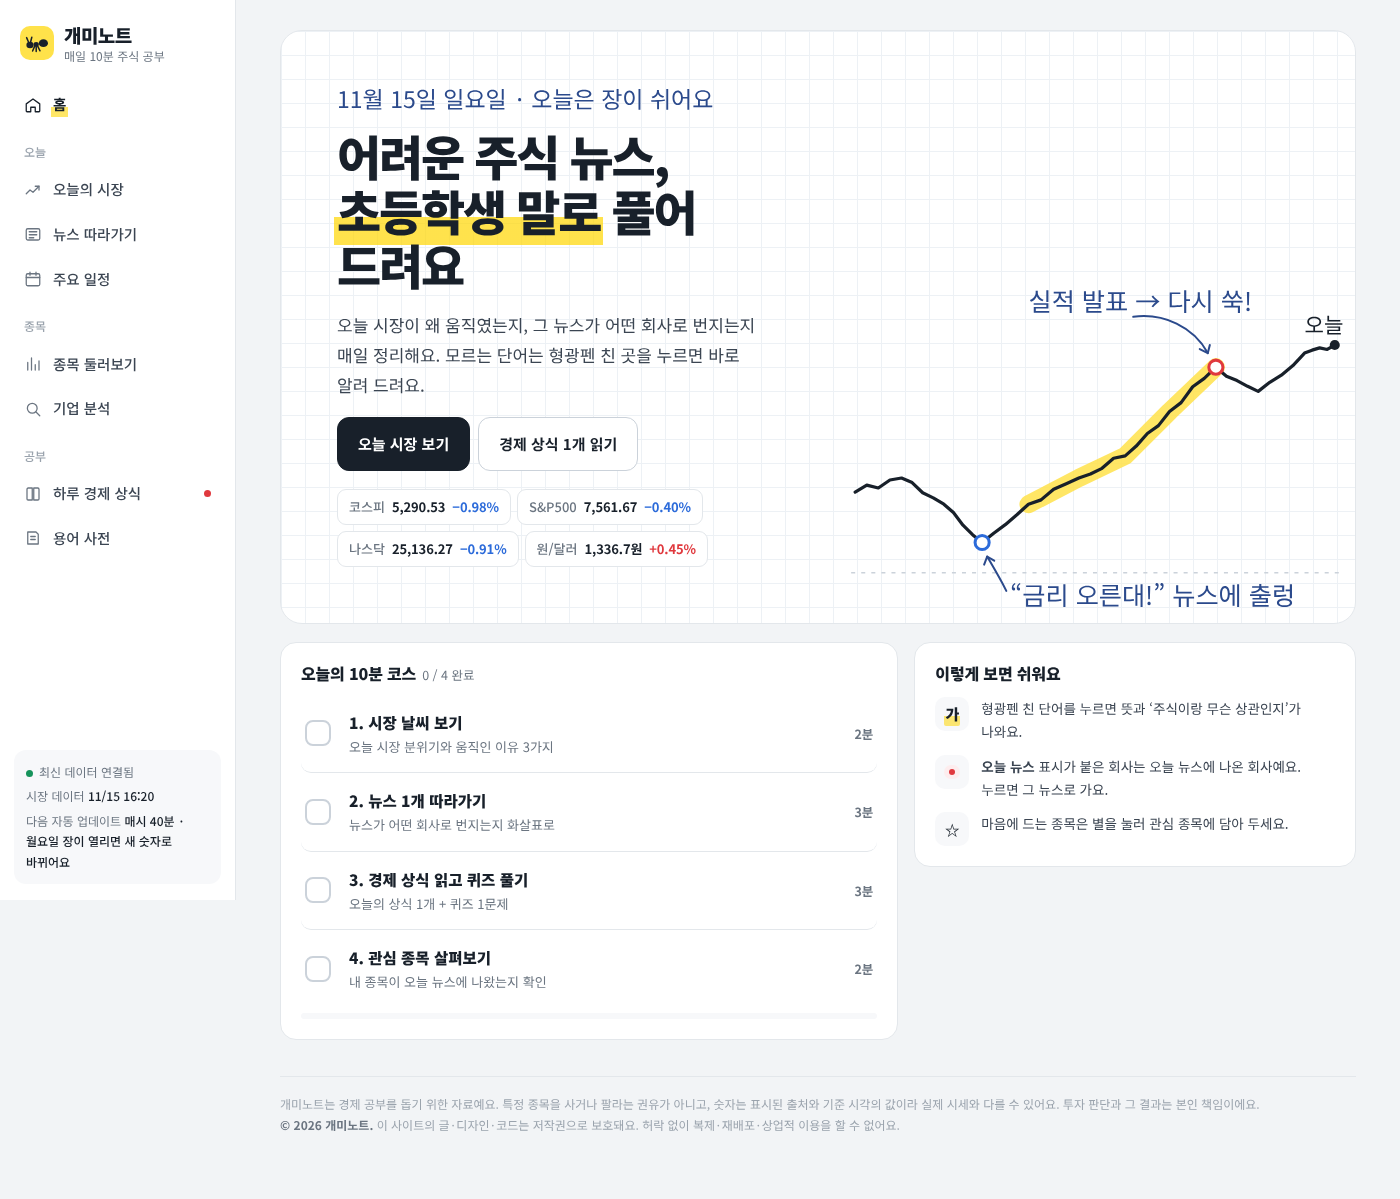 개미노트
매일 10분 주식 공부
홈
오늘
오늘의 시장
뉴스 따라가기
주요 일정
종목
종목 둘러보기
기업 분석
공부
하루 경제 상식
용어 사전
최신 데이터 연결됨
시장 데이터 11/15 16:20
다음 자동 업데이트 매시 40분 ·
월요일 장이 열리면 새 숫자로
바뀌어요
11월 15일 일요일 · 오늘은 장이 쉬어요
어려운 주식 뉴스,
초등학생 말로 풀어
드려요
오늘 시장이 왜 움직였는지, 그 뉴스가 어떤 회사로 번지는지
매일 정리해요. 모르는 단어는 형광펜 친 곳을 누르면 바로
알려 드려요.
오늘 시장 보기
경제 상식 1개 읽기
코스피 5,290.53 −0.98%
S&P500 7,561.67 −0.40%
나스닥 25,136.27 −0.91%
원/달러 1,336.7원 +0.45%
실적 발표 → 다시 쑥!
오늘
“금리 오른대!” 뉴스에 출렁
오늘의 10분 코스 0 / 4 완료
1. 시장 날씨 보기
오늘 시장 분위기와 움직인 이유 3가지
2분
2. 뉴스 1개 따라가기
뉴스가 어떤 회사로 번지는지 화살표로
3분
3. 경제 상식 읽고 퀴즈 풀기
오늘의 상식 1개 + 퀴즈 1문제
3분
4. 관심 종목 살펴보기
내 종목이 오늘 뉴스에 나왔는지 확인
2분
이렇게 보면 쉬워요
가
형광펜 친 단어를 누르면 뜻과 ‘주식이랑 무슨 상관인지’가
나와요.
오늘 뉴스 표시가 붙은 회사는 오늘 뉴스에 나온 회사예요.
누르면 그 뉴스로 가요.
마음에 드는 종목은 별을 눌러 관심 종목에 담아 두세요.
개미노트는 경제 공부를 돕기 위한 자료예요. 특정 종목을 사거나 팔라는 권유가 아니고, 숫자는 표시된 출처와 기준 시각의 값이라 실제 시세와 다를 수 있어요. 투자 판단과 그 결과는 본인 책임이에요.
© 2026 개미노트. 이 사이트의 글·디자인·코드는 저작권으로 보호돼요. 허락 없이 복제·재배포·상업적 이용을 할 수 없어요.